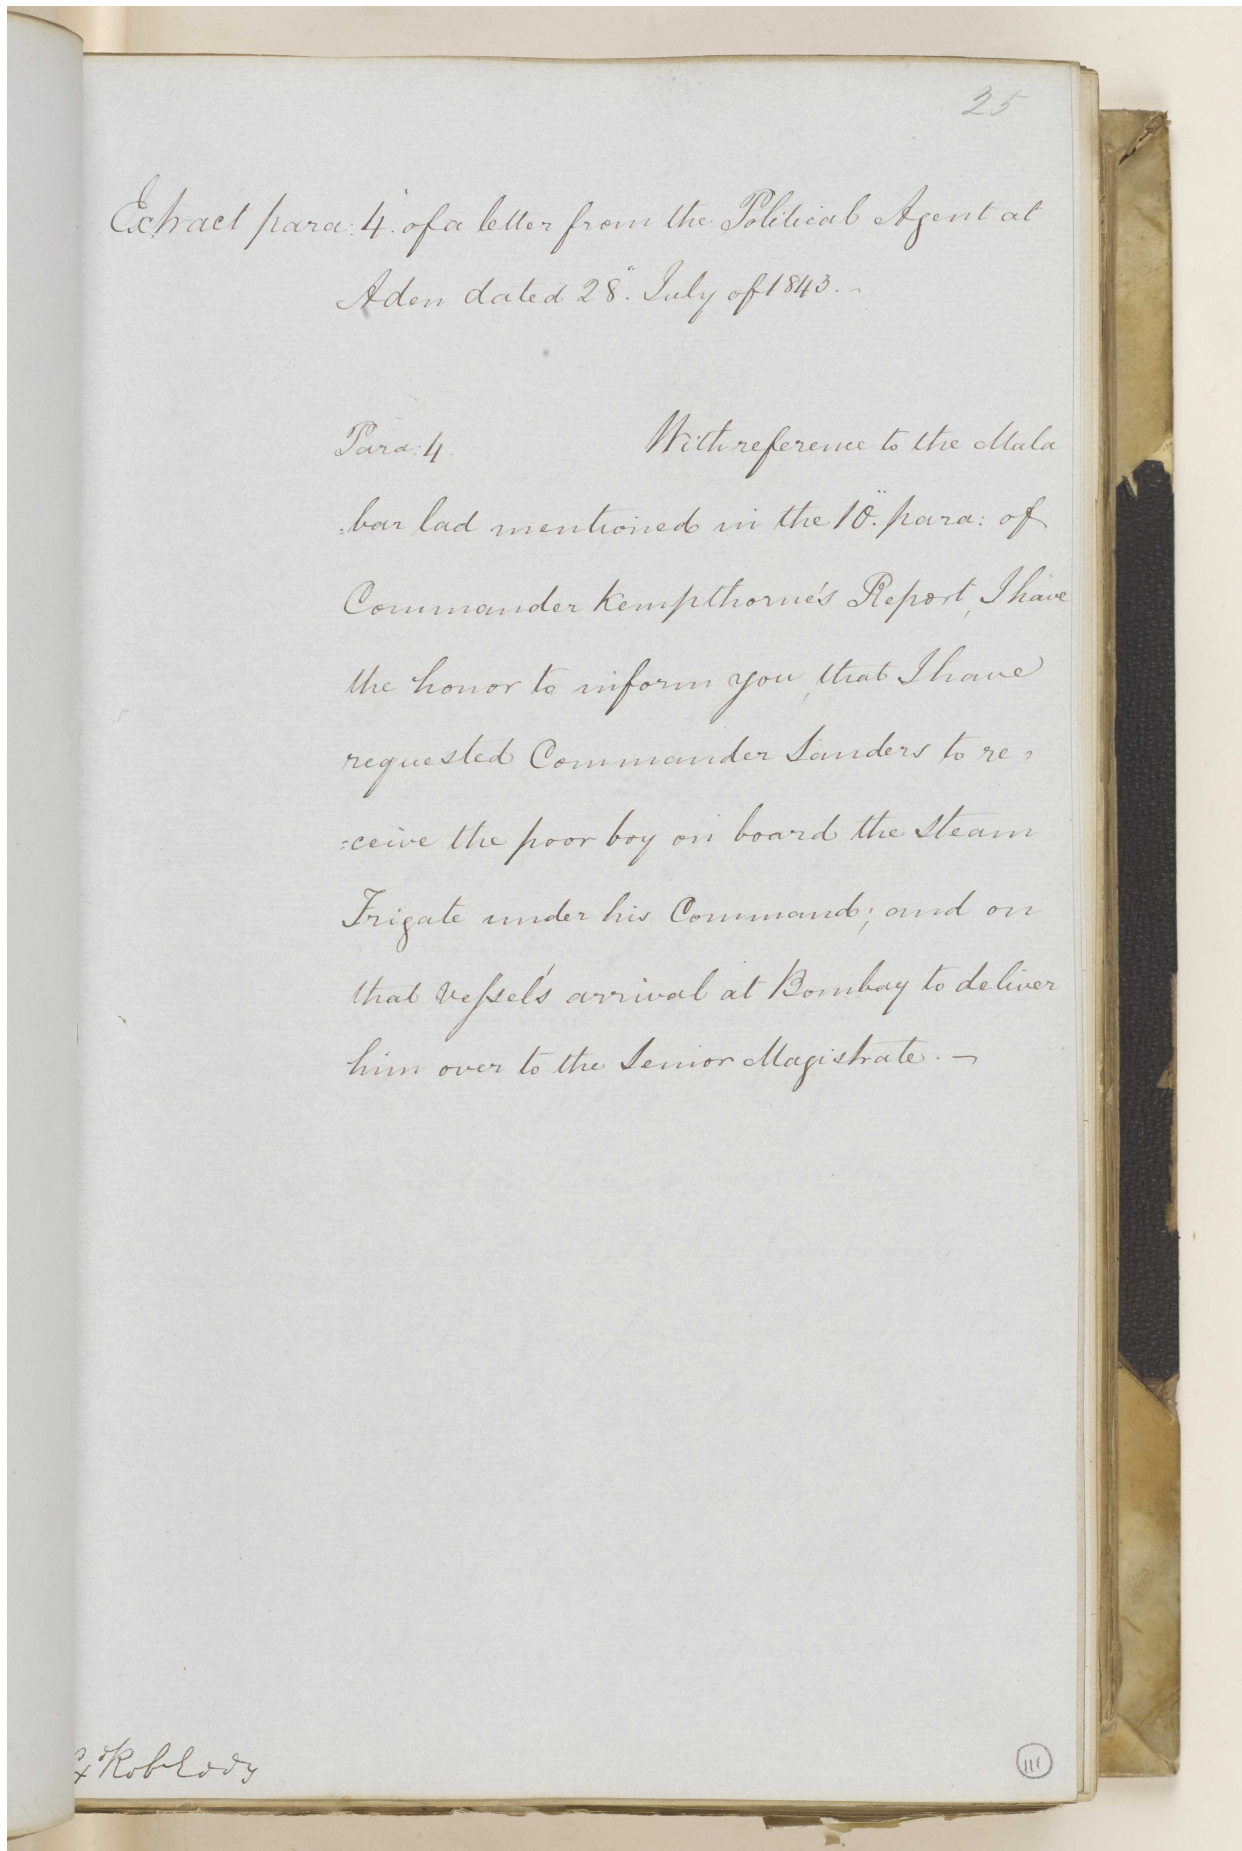 25
Extract para: 4. of a letter from the Political Agent at
Aden dated 28". July of 1843. -
Para: 4. With reference to the Mala
=bar lad mentioned in the 10". para: of
Commander Kempthorne's Report, I have
the honor to inform you, that I have
requested Commander Sanders to re=
=ceive the poor boy on board the Steam
Frigate under his Command; and on
that Vessel's arrival at Bombay to deliver
him over to the Senior Magistrate. -
111